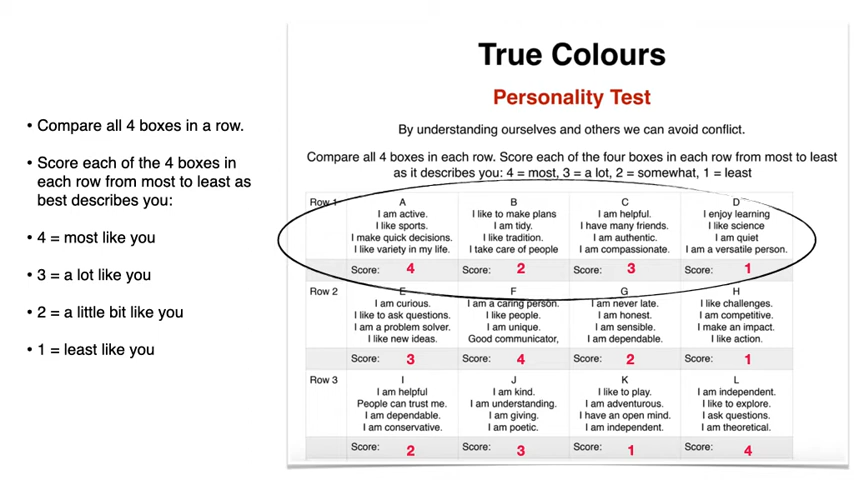 • Compare all 4 boxes in a row.
• Score each of the 4 boxes in
each row from most to least as
best describes you:
• 4 = most like you
• 3 = a lot like you
• 2 = a little bit like you
• 1 = least like you
True Colours
Personality Test
By understanding ourselves and others we can avoid conflict.
Compare all 4 boxes in each row. Score each of the four boxes in each row from most to least
as it describes you: 4 = most, 3 = a lot, 2 = somewhat, 1 = least
Row 1
A
I am active.
I like sports.
I make quick decisions.
I like variety in my life.
Score: 4
B
I like to make plans
I am tidy.
I like tradition.
I take care of people
Score: 2
C
I am helpful.
I have many friends.
I am authentic.
I am compassionate.
Score: 3
D
I enjoy learning
I like science
I am quiet
I am a versatile person.
Score: 1
Row 2
E
I am curious.
I like to ask questions.
I am a problem solver.
I like new ideas.
Score: 3
F
I am a caring person.
I like people.
I am unique.
Good communicator,
Score: 4
G
I am never late.
I am honest.
I am sensible.
I am dependable.
Score: 2
H
I like challenges.
I am competitive.
I make an impact.
I like action.
Score: 1
Row 3
I
I am helpful
People can trust me.
I am dependable.
I am conservative.
Score: 2
J
I am kind.
I am understanding.
I am giving.
I am poetic.
Score: 3
K
I like to play.
I am adventurous.
I have an open mind.
I am independent.
Score: 1
L
I am independent.
I like to explore.
I ask questions.
I am theoretical.
Score: 4